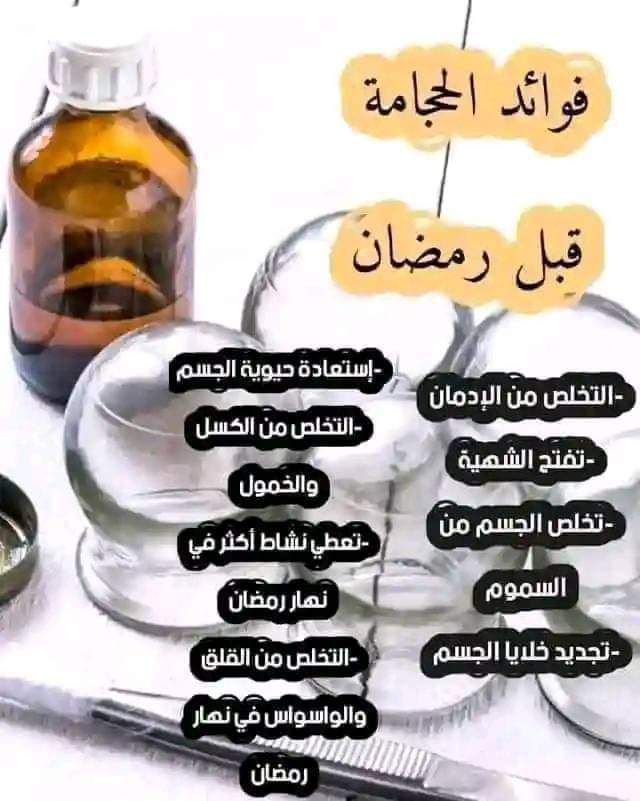 فوائد الحجامة
قبل رمضان
-التخلص من الإدمان
-تفتح الشهية
-تخلص الجسم من
السموم
-تجديد خلايا الجسم
-إستعادة حيوية الجسم
-التخلص من الكسل
والخمول
-تعطي نشاط أكثر في
نهار رمضان
-التخلص من القلق
والواسواس في نهار
رمضان